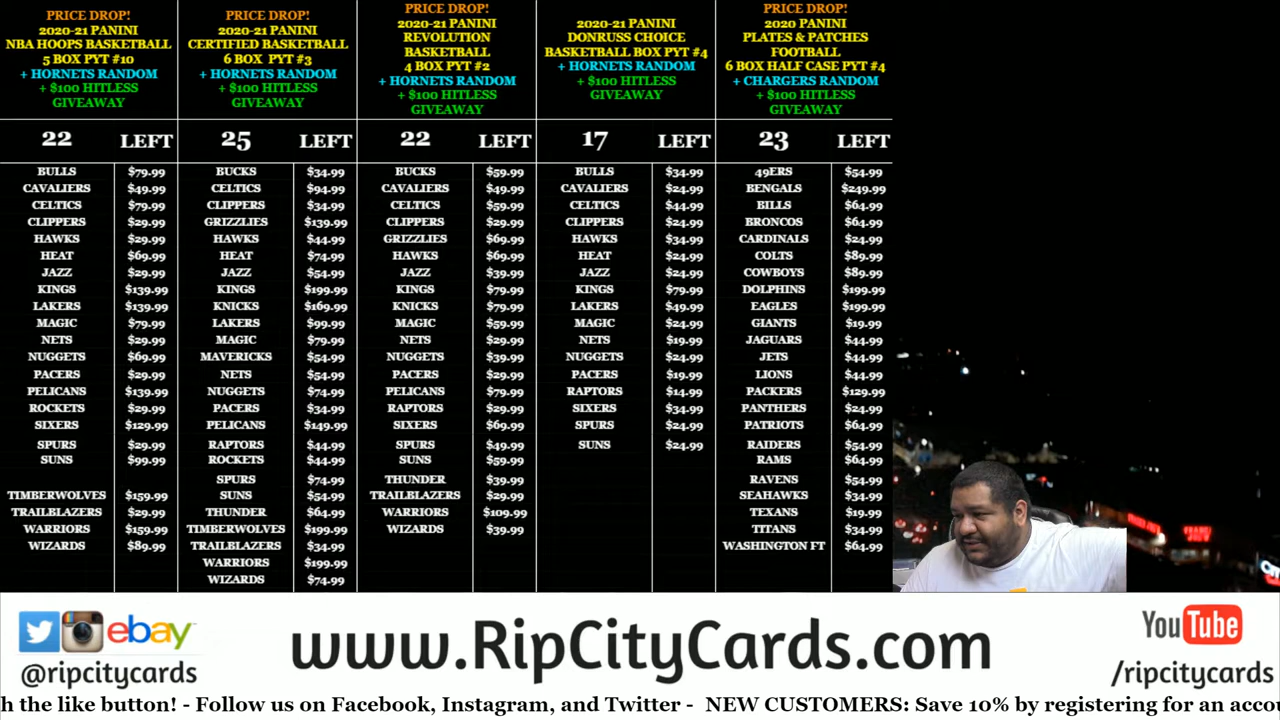 PRICE DROP!
2020-21 PANINI
NBA HOOPS BASKETBALL
5 BOX PYT #10
+ HORNETS RANDOM
+ $100 HITLESS
GIVEAWAY
22 LEFT
BULLS $79.99
CAVALIERS $49.99
CELTICS $79.99
CLIPPERS $29.99
HAWKS $29.99
HEAT $69.99
JAZZ $29.99
KINGS $139.99
LAKERS $139.99
MAGIC $79.99
NETS $29.99
NUGGETS $69.99
PACERS $29.99
PELICANS $139.99
ROCKETS $29.99
SIXERS $129.99
SPURS $29.99
SUNS $99.99
TIMBERWOLVES $159.99
TRAILBLAZERS $29.99
WARRIORS $159.99
WIZARDS $89.99
PRICE DROP!
2020-21 PANINI
CERTIFIED BASKETBALL
6 BOX PYT #3
+ HORNETS RANDOM
+ $100 HITLESS
GIVEAWAY
25 LEFT
BUCKS $34.99
CELTICS $94.99
CLIPPERS $34.99
GRIZZLIES $139.99
HAWKS $44.99
HEAT $74.99
JAZZ $54.99
KINGS $199.99
KNICKS $169.99
LAKERS $99.99
MAGIC $79.99
MAVERICKS $54.99
NETS $54.99
NUGGETS $74.99
PACERS $34.99
PELICANS $149.99
RAPTORS $44.99
ROCKETS $44.99
SPURS $74.99
SUNS $54.99
THUNDER $64.99
TIMBERWOLVES $199.99
TRAILBLAZERS $34.99
WARRIORS $199.99
WIZARDS $74.99
PRICE DROP!
2020-21 PANINI
REVOLUTION
BASKETBALL
4 BOX PYT #2
+ HORNETS RANDOM
+ $100 HITLESS
GIVEAWAY
22 LEFT
BUCKS $59.99
CAVALIERS $49.99
CELTICS $59.99
CLIPPERS $29.99
GRIZZLIES $69.99
HAWKS $69.99
JAZZ $39.99
KINGS $79.99
KNICKS $79.99
MAGIC $59.99
NETS $29.99
NUGGETS $39.99
PACERS $29.99
PELICANS $79.99
RAPTORS $29.99
SIXERS $69.99
SPURS $49.99
SUNS $59.99
THUNDER $39.99
TRAILBLAZERS $29.99
WARRIORS $109.99
WIZARDS $39.99
2020-21 PANINI
DONRUSS CHOICE
BASKETBALL BOX PYT #4
+ HORNETS RANDOM
+ $100 HITLESS
GIVEAWAY
17 LEFT
BULLS $34.99
CAVALIERS $24.99
CELTICS $44.99
CLIPPERS $24.99
HAWKS $34.99
HEAT $24.99
JAZZ $24.99
KINGS $79.99
LAKERS $49.99
MAGIC $24.99
NETS $19.99
NUGGETS $24.99
PACERS $19.99
RAPTORS $14.99
SIXERS $34.99
SPURS $24.99
SUNS $24.99
PRICE DROP!
2020 PANINI
PLATES & PATCHES
FOOTBALL
6 BOX HALF CASE PYT #4
+ CHARGERS RANDOM
+ $100 HITLESS
GIVEAWAY
23 LEFT
49ERS $54.99
BENGALS $249.99
BILLS $64.99
BRONCOS $64.99
CARDINALS $24.99
COLTS $89.99
COWBOYS $89.99
DOLPHINS $199.99
EAGLES $199.99
GIANTS $19.99
JAGUARS $44.99
JETS $44.99
LIONS $44.99
PACKERS $129.99
PANTHERS $24.99
PATRIOTS $64.99
RAIDERS $54.99
RAMS $64.99
RAVENS $54.99
SEAHAWKS $34.99
TEXANS $19.99
TITANS $34.99
WASHINGTON FT $64.99
ebay
@ripcitycards
www.RipCityCards.com
YouTube
/ripcitycards
h the like button! - Follow us on Facebook, Instagram, and Twitter - NEW CUSTOMERS: Save 10% by registering for an accou